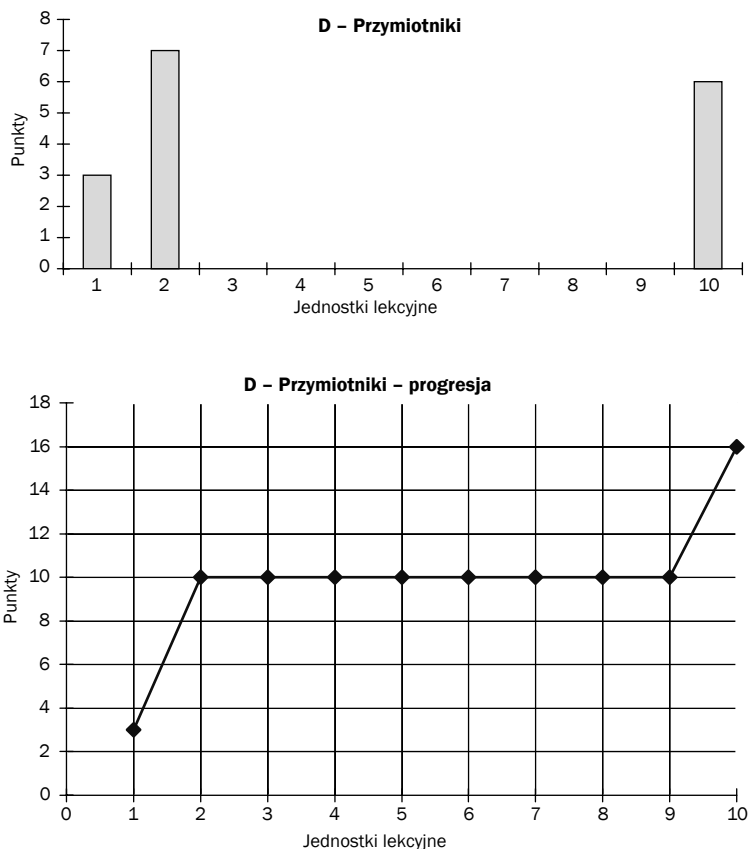 D – Przymiotniki
8
7
6
5
4
3
2
1
0
Punkty
1 2 3 4 5 6 7 8 9 10
Jednostki lekcyjne
D – Przymiotniki – progresja
18
16
14
12
10
8
6
4
2
0
Punkty
0 1 2 3 4 5 6 7 8 9 10
Jednostki lekcyjne